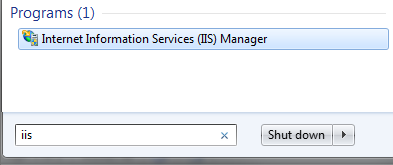 Programs (1)
Internet Information Services (IIS) Manager
iis
Shut down